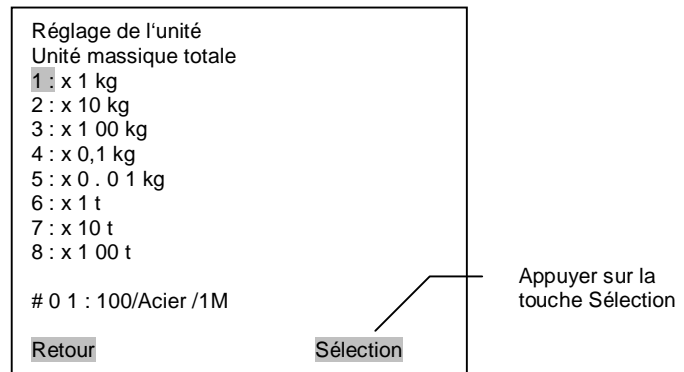 Réglage de l‘unité
Unité massique totale
1 : x 1 kg
2 : x 10 kg
3 : x 1 00 kg
4 : x 0,1 kg
5 : x 0 . 0 1 kg
6 : x 1 t
7 : x 10 t
8 : x 1 00 t
# 0 1 : 100/Acier /1M
Retour Sélection
Appuyer sur la
touche Sélection